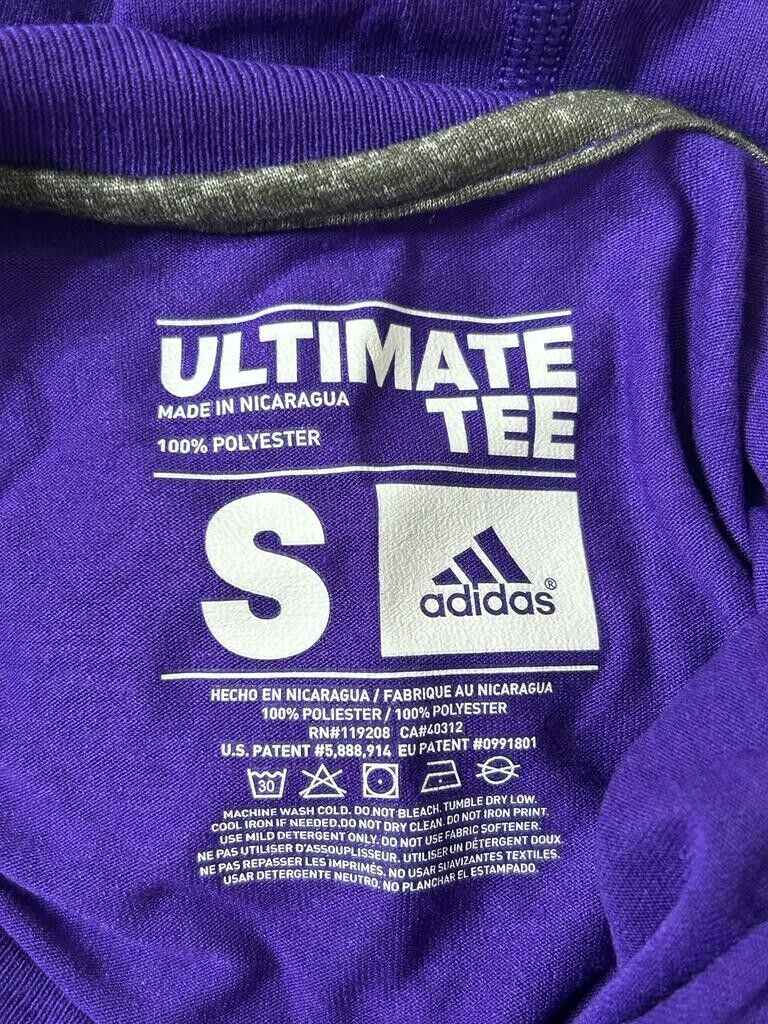 ULTIMATE
MADE IN NICARAGUA
TEE
100% POLYESTER
S
adidas®
HECHO EN NICARAGUA / FABRIQUE AU NICARAGUA
100% POLIESTER / 100% POLYESTER
RN#119208 CA#40312
U.S. PATENT #5,888,914 EU PATENT #0991801
30
MACHINE WASH COLD. DO NOT BLEACH. TUMBLE DRY LOW.
COOL IRON IF NEEDED.DO NOT DRY CLEAN. DO NOT IRON PRINT.
USE MILD DETERGENT ONLY. DO NOT USE FABRIC SOFTENER.
NE PAS UTILISER D'ASSOUPLISSEUR. UTILISER UN DÉTERGENT DOUX.
NE PAS REPASSER LES IMPRIMÉS. NO USAR SUAVIZANTES TEXTILES.
USAR DETERGENTE NEUTRO. NO PLANCHAR EL ESTAMPADO.